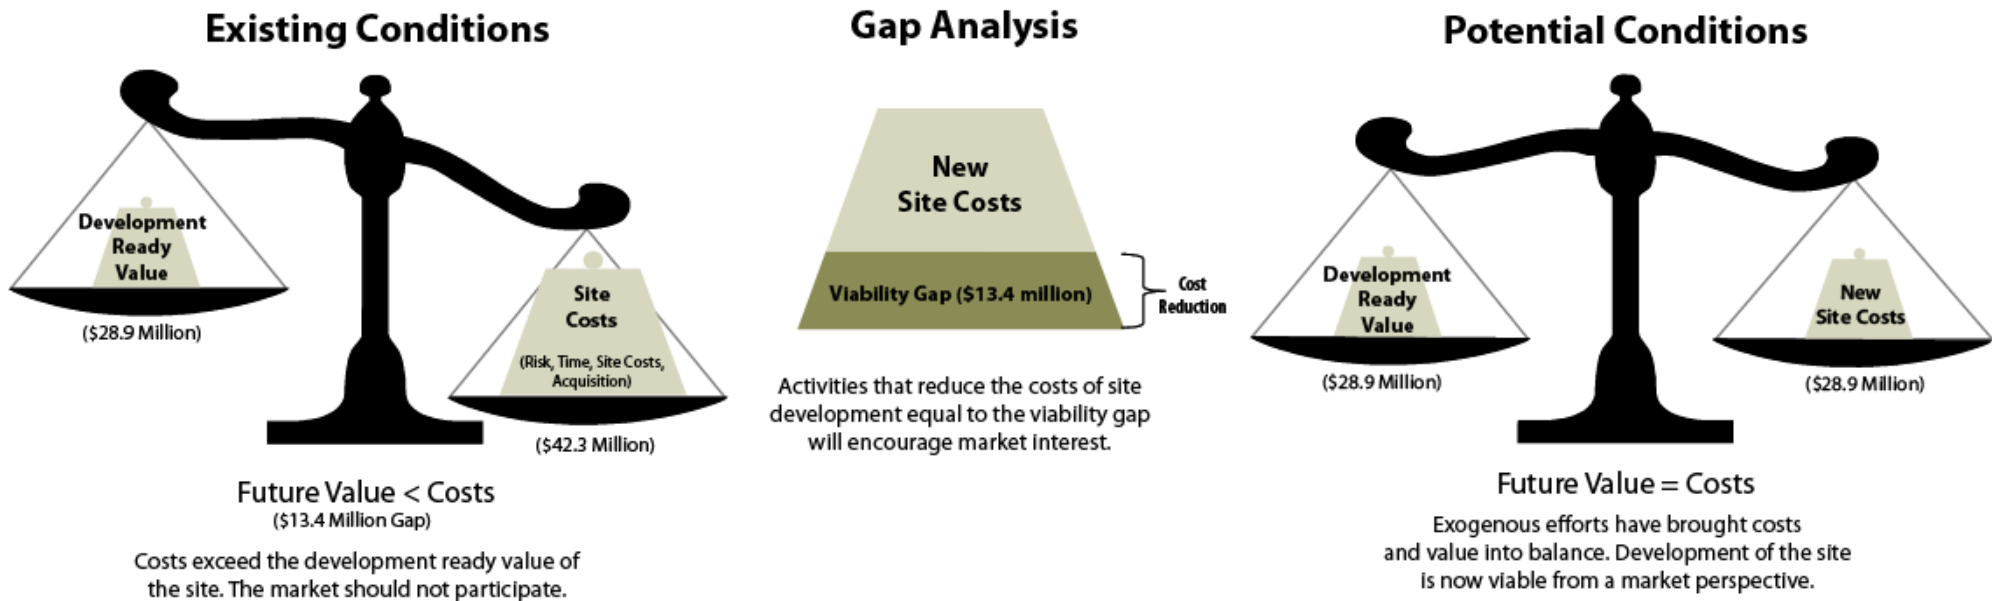 Existing Conditions
Development
Ready
Value
($28.9 Million)
Site
Costs
(Risk, Time, Site Costs,
Acquisition)
($42.3 Million)
Future Value < Costs
($13.4 Million Gap)
Costs exceed the development ready value of
the site. The market should not participate.
Gap Analysis
New
Site Costs
Viability Gap ($13.4 million)
Cost
Reduction
Activities that reduce the costs of site
development equal to the viability gap
will encourage market interest.
Potential Conditions
Development
Ready
Value
($28.9 Million)
New
Site Costs
($28.9 Million)
Future Value = Costs
Exogenous efforts have brought costs
and value into balance. Development of the site
is now viable from a market perspective.